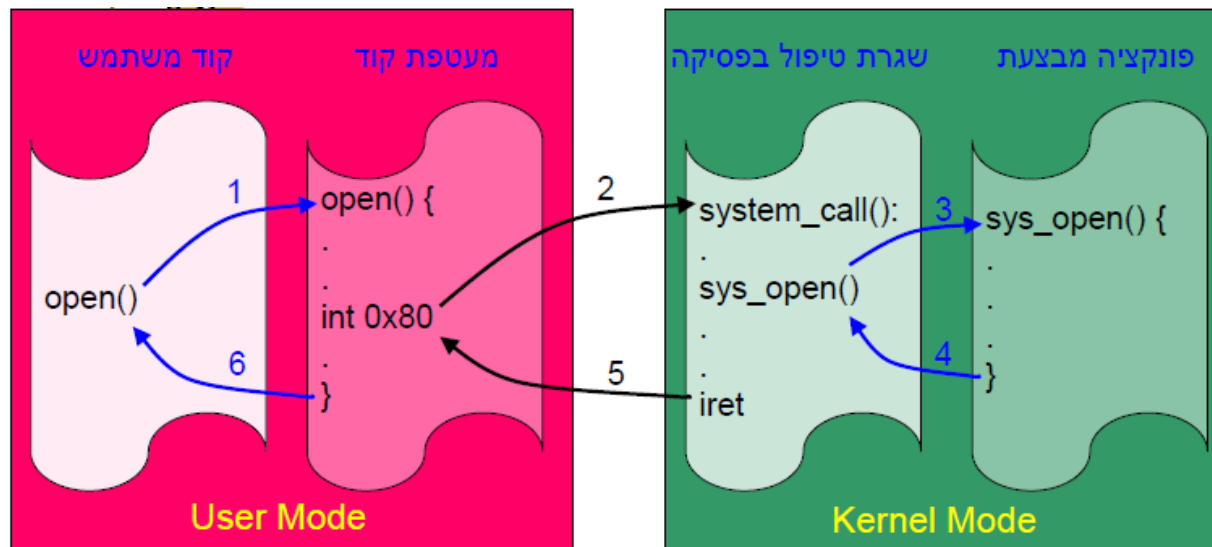 קוד משתמש
מעטפת קוד
שגרת טיפול בפסיקה
פונקציה מבצעת
1
open()
6
open() {
.
.
int 0x80
.
}
2
5
system_call():
.
sys_open()
.
.
iret
3
4
sys_open() {
.
.
.
}
User Mode
Kernel Mode